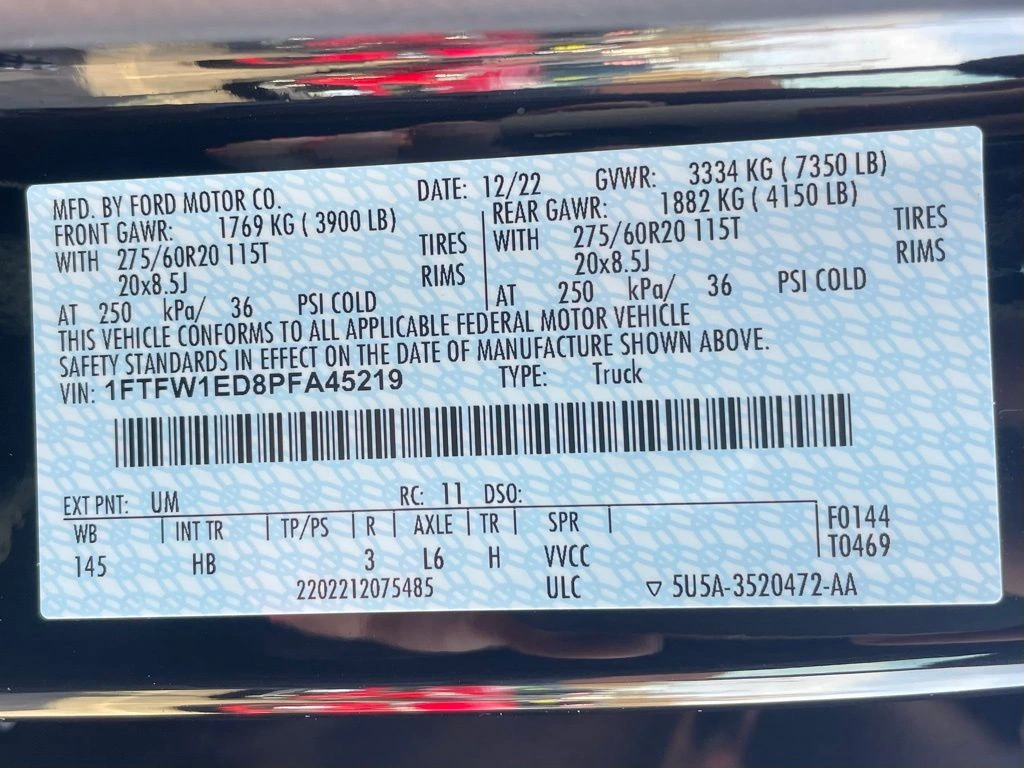 MFD. BY FORD MOTOR CO. DATE: 12/22 GVWR: 3334 KG ( 7350 LB)
FRONT GAWR: 1769 KG ( 3900 LB) REAR GAWR: 1882 KG ( 4150 LB)
WITH 275/60R20 115T TIRES WITH 275/60R20 115T TIRES
20x8.5J RIMS 20x8.5J RIMS
AT 250 kPa/ 36 PSI COLD AT 250 kPa/ 36 PSI COLD
THIS VEHICLE CONFORMS TO ALL APPLICABLE FEDERAL MOTOR VEHICLE
SAFETY STANDARDS IN EFFECT ON THE DATE OF MANUFACTURE SHOWN ABOVE.
VIN: 1FTFW1ED8PFA45219 TYPE: Truck
EXT PNT: UM RC: 11 DSO:
WB INT TR TP/PS R AXLE TR SPR F0144
145 HB 3 L6 H VVCC T0469
2202212075485 ULC ▽ 5U5A-3520472-AA